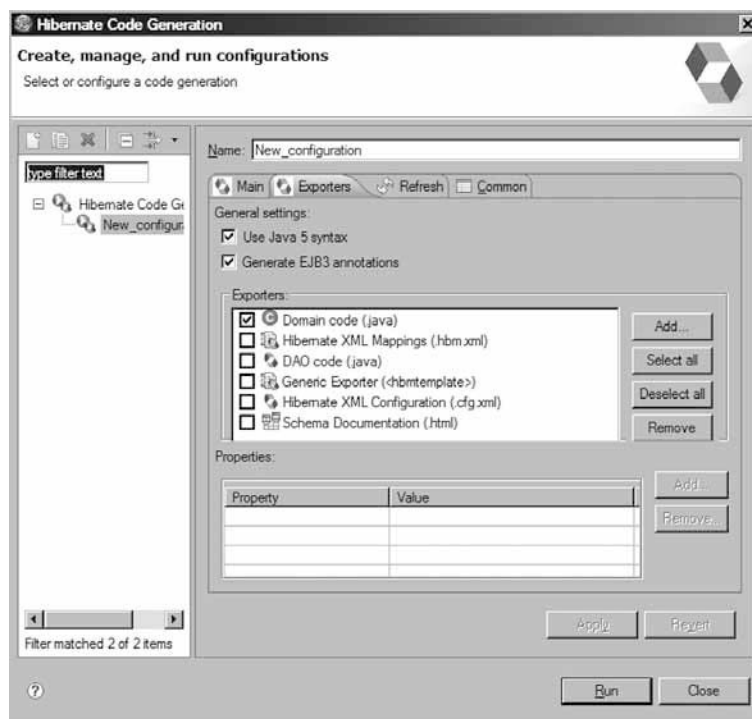 Hibernate Code Generation
Create, manage, and run configurations
Select or configure a code generation
type filter text
Hibernate Code Ge
New_configur
Filter matched 2 of 2 items
Name: New_configuration
Main Exporters Refresh Common
General settings:
Use Java 5 syntax
Generate EJB3 annotations
Exporters:
Domain code (.java)
Hibernate XML Mappings (.hbm.xml)
DAO code (.java)
Generic Exporter (<hbmtemplate>)
Hibernate XML Configuration (.cfg.xml)
Schema Documentation (.html)
Add...
Select all
Deselect all
Remove
Properties:
Property Value
Add...
Remove...
Apply Revert
? Run Close